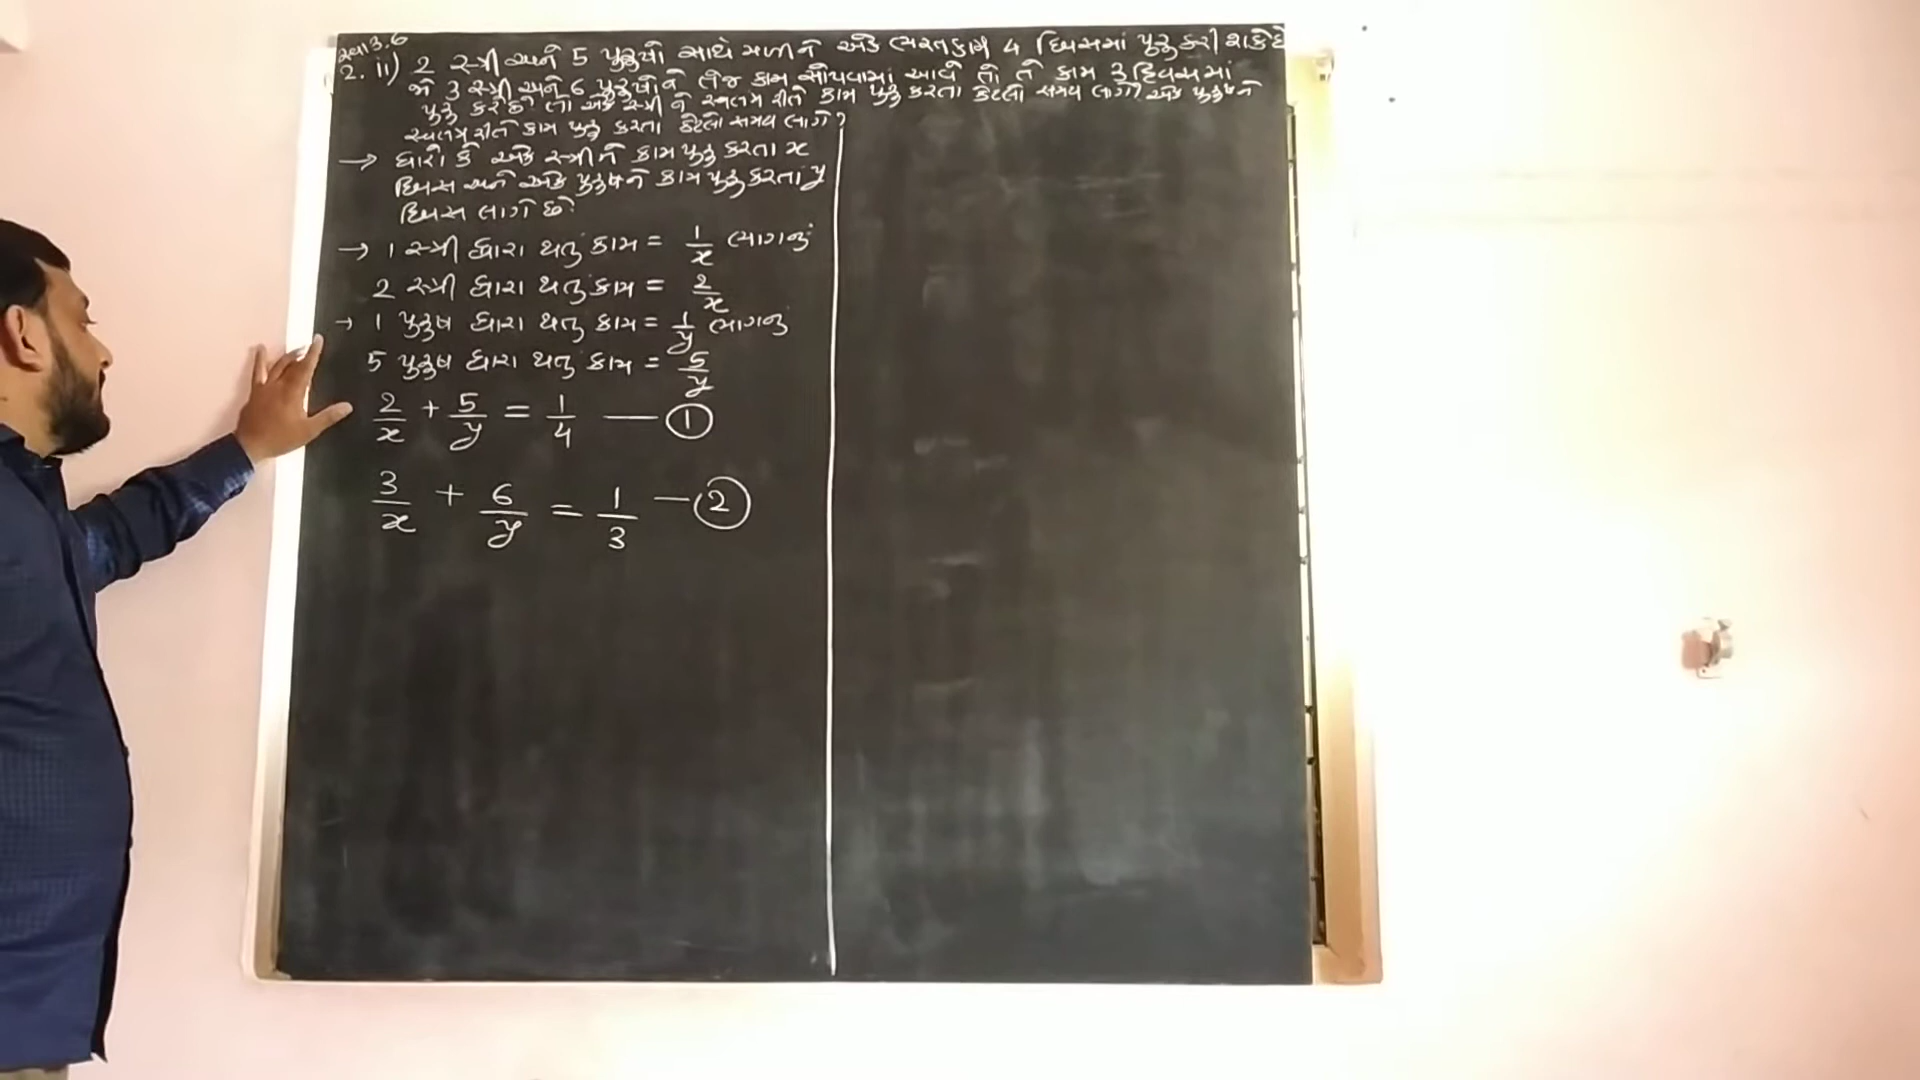 સ્વા 3.6
2. ii) 2 સ્ત્રી અને 5 પુરુષો સાથે મળીને એક ભરતકામ 4 દિવસમાં પુરુ કરી શકે છે
જો 3 સ્ત્રી અને 6 પુરુષોને તેજ કામ સોપવામાં આવે તો તે કામ 3 દિવસમાં
પુરુ કરે છે તો એક સ્ત્રી ને સ્વતંત્ર રીતે કામ પુરુ કરતા કેટલો સમય લાગે? એક પુરુષને
સ્વતંત્ર રીતે કામ પુરુ કરતા કેટલો સમય લાગે?
→ ધારો કે એક સ્ત્રીને કામ પુરુ કરતા x
દિવસ અને એક પુરુષને કામ પુરુ કરતાં y
દિવસ લાગે છે.
→ 1 સ્ત્રી દ્વારા થતું કામ = 1/x ભાગનું
2 સ્ત્રી દ્વારા થતું કામ = 2/x
→ 1 પુરુષ દ્વારા થતુ કામ = 1/y ભાગનું
5 પુરુષ દ્વારા થતુ કામ = 5/y
2/x + 5/y = 1/4 — ①
3/x + 6/y = 1/3 — ②